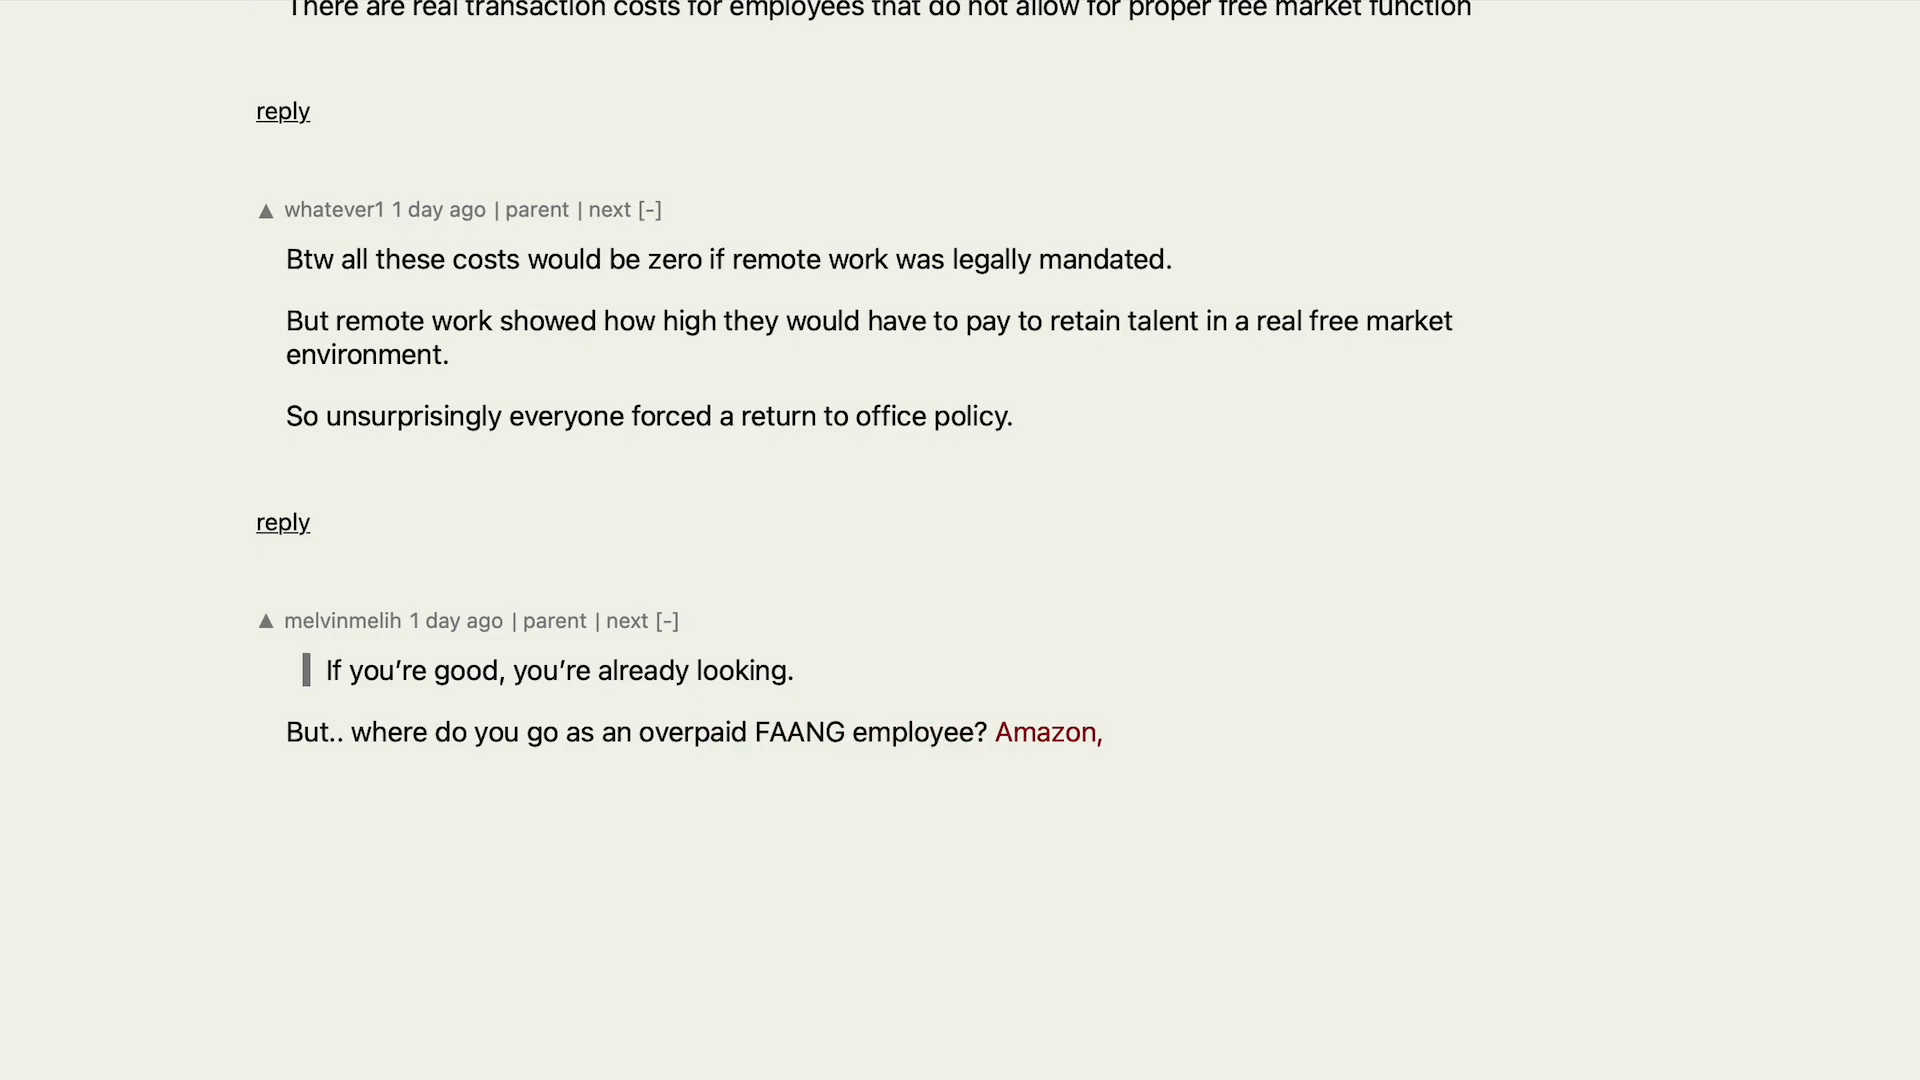 There are real transaction costs for employees that do not allow for proper free market function
reply
▲ whatever1 1 day ago | parent | next [-]
Btw all these costs would be zero if remote work was legally mandated.
But remote work showed how high they would have to pay to retain talent in a real free market
environment.
So unsurprisingly everyone forced a return to office policy.
reply
▲ melvinmelih 1 day ago | parent | next [-]
If you’re good, you’re already looking.
But.. where do you go as an overpaid FAANG employee? Amazon,